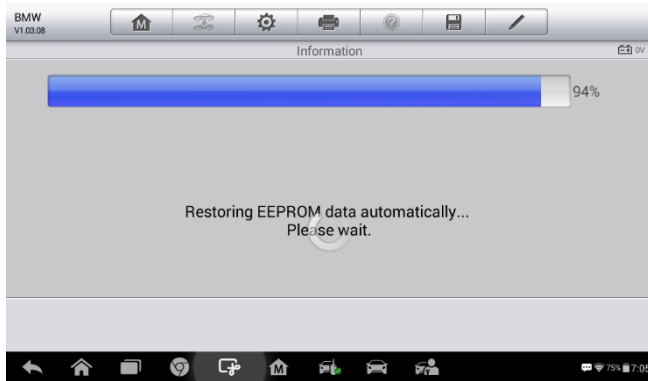 BMW
V1.03.08
M
Information
0V
94%
Restoring EEPROM data automatically...
Please wait.
M
75% 7:05